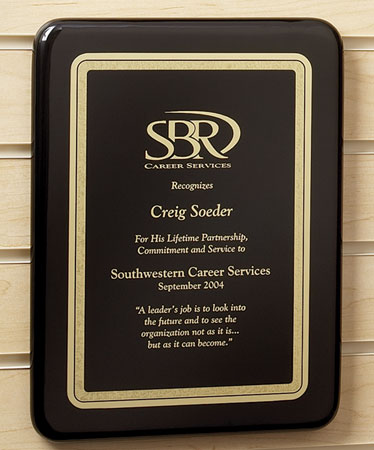 SBR
CAREER SERVICES
Recognizes
Creig Soeder
For His Lifetime Partnership,
Commitment and Service to
Southwestern Career Services
September 2004
"A leader's job is to look into
the future and to see the
organization not as it is...
but as it can become."